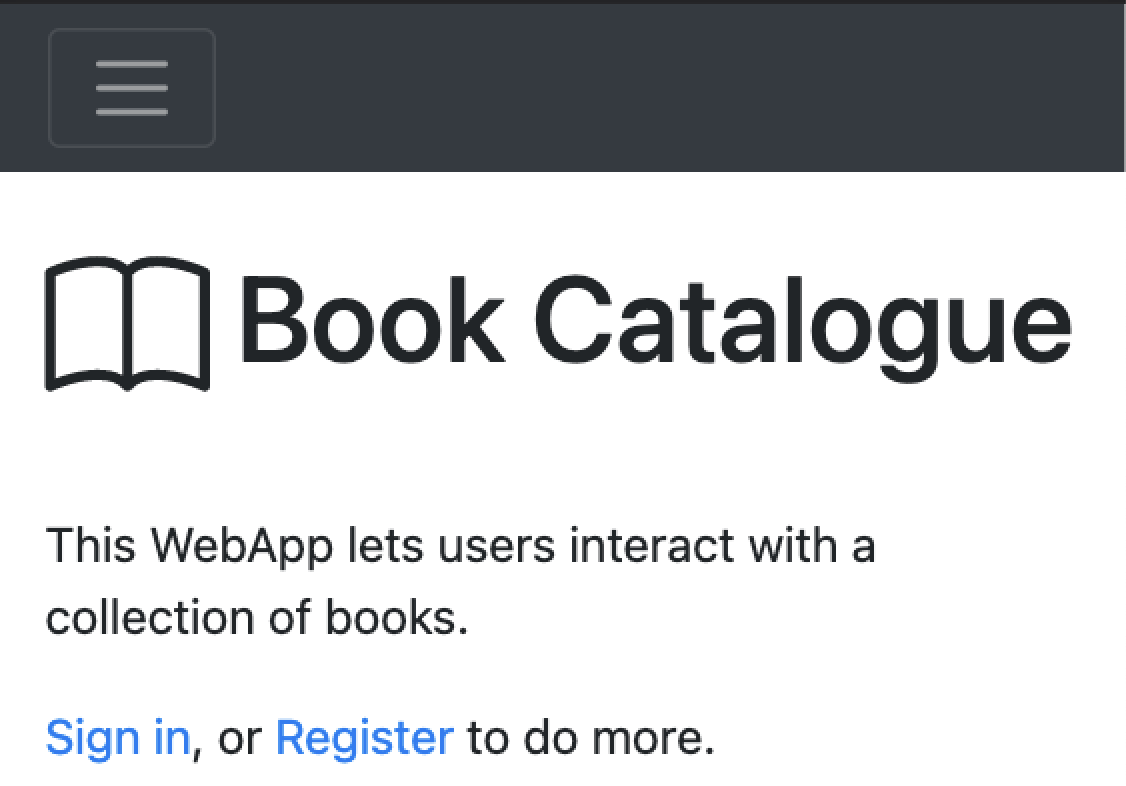 Book Catalogue
This WebApp lets users interact with a
collection of books.
Sign in, or Register to do more.